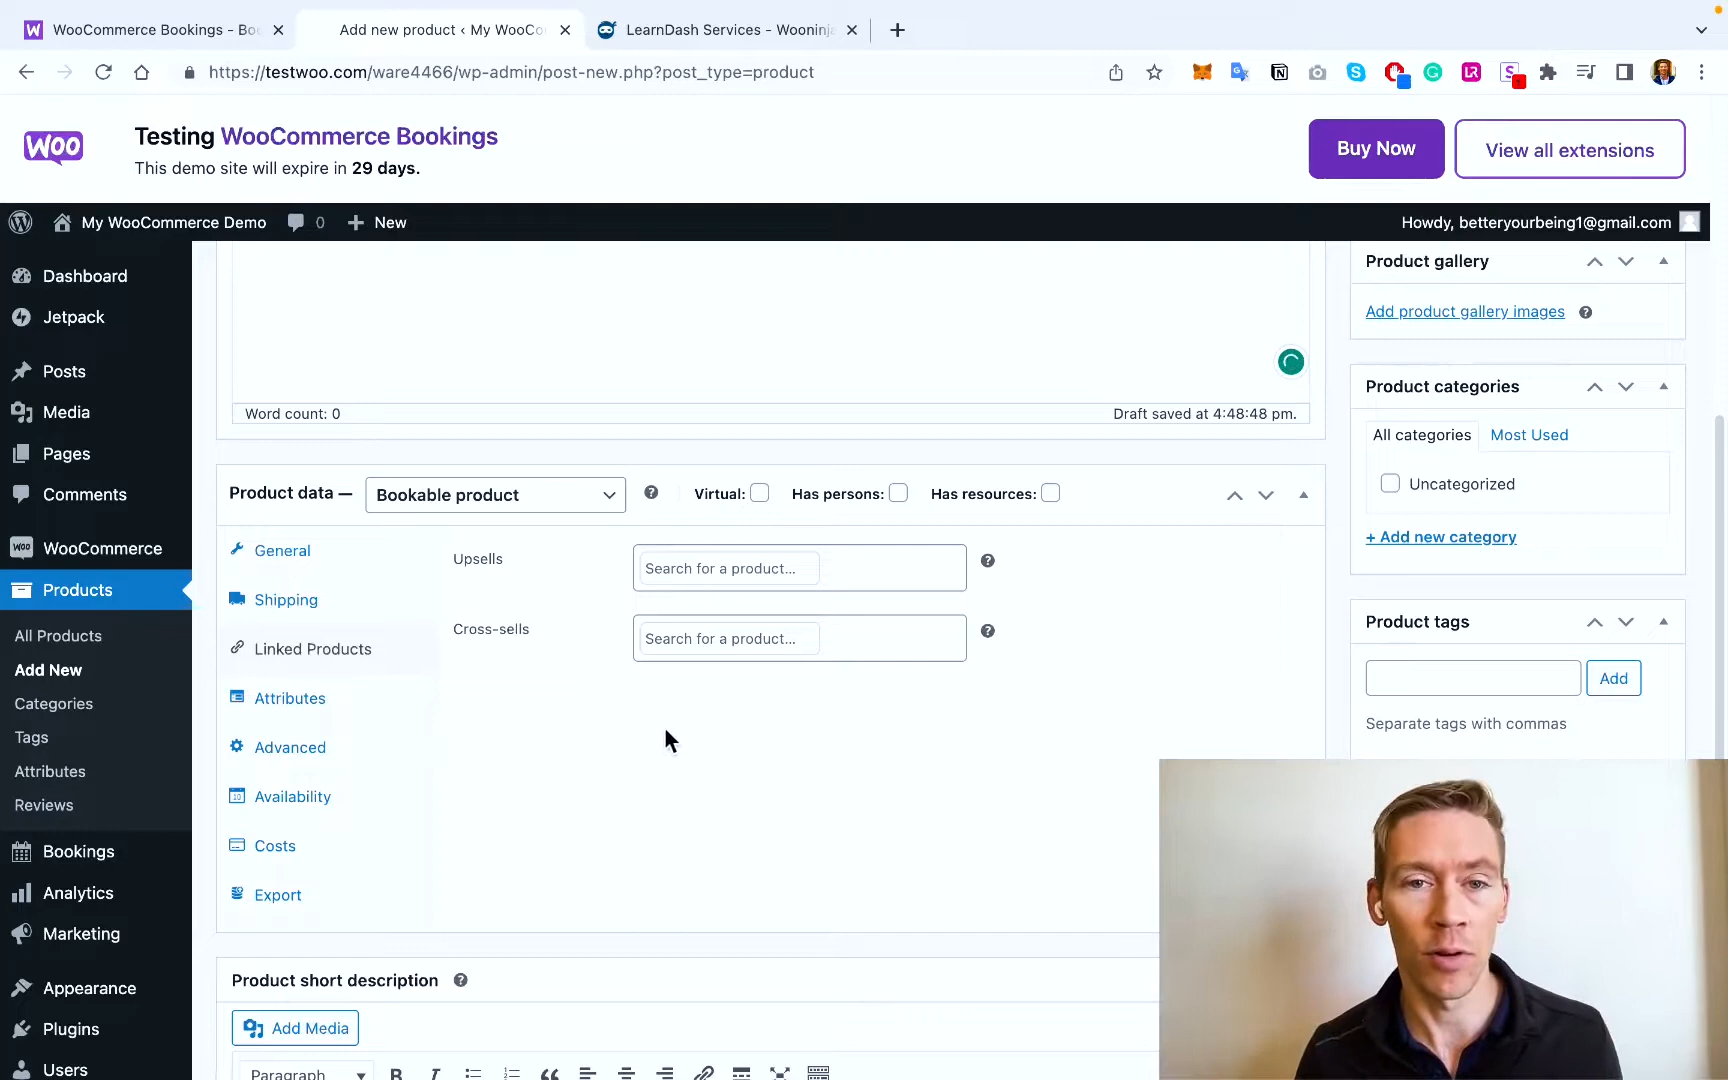 WooCommerce Bookings - Boo
Add new product ‹ My WooCo
LearnDash Services - Wooninja
https://testwoo.com/ware4466/wp-admin/post-new.php?post_type=product
WOO
Testing WooCommerce Bookings
This demo site will expire in 29 days.
Buy Now
View all extensions
My WooCommerce Demo
0
New
Howdy, betteryourbeing1@gmail.com
Dashboard
Jetpack
Posts
Media
Pages
Comments
WooCommerce
Products
All Products
Add New
Categories
Tags
Attributes
Reviews
Bookings
Analytics
Marketing
Appearance
Plugins
Users
Word count: 0
Draft saved at 4:48:48 pm.
Product data —
Bookable product
Virtual:
Has persons:
Has resources:
General
Shipping
Linked Products
Attributes
Advanced
Availability
Costs
Export
Upsells
Search for a product...
Cross-sells
Search for a product...
Product short description
Add Media
Paragraph
B I
Product gallery
Add product gallery images
Product categories
All categories
Most Used
Uncategorized
+ Add new category
Product tags
Add
Separate tags with commas